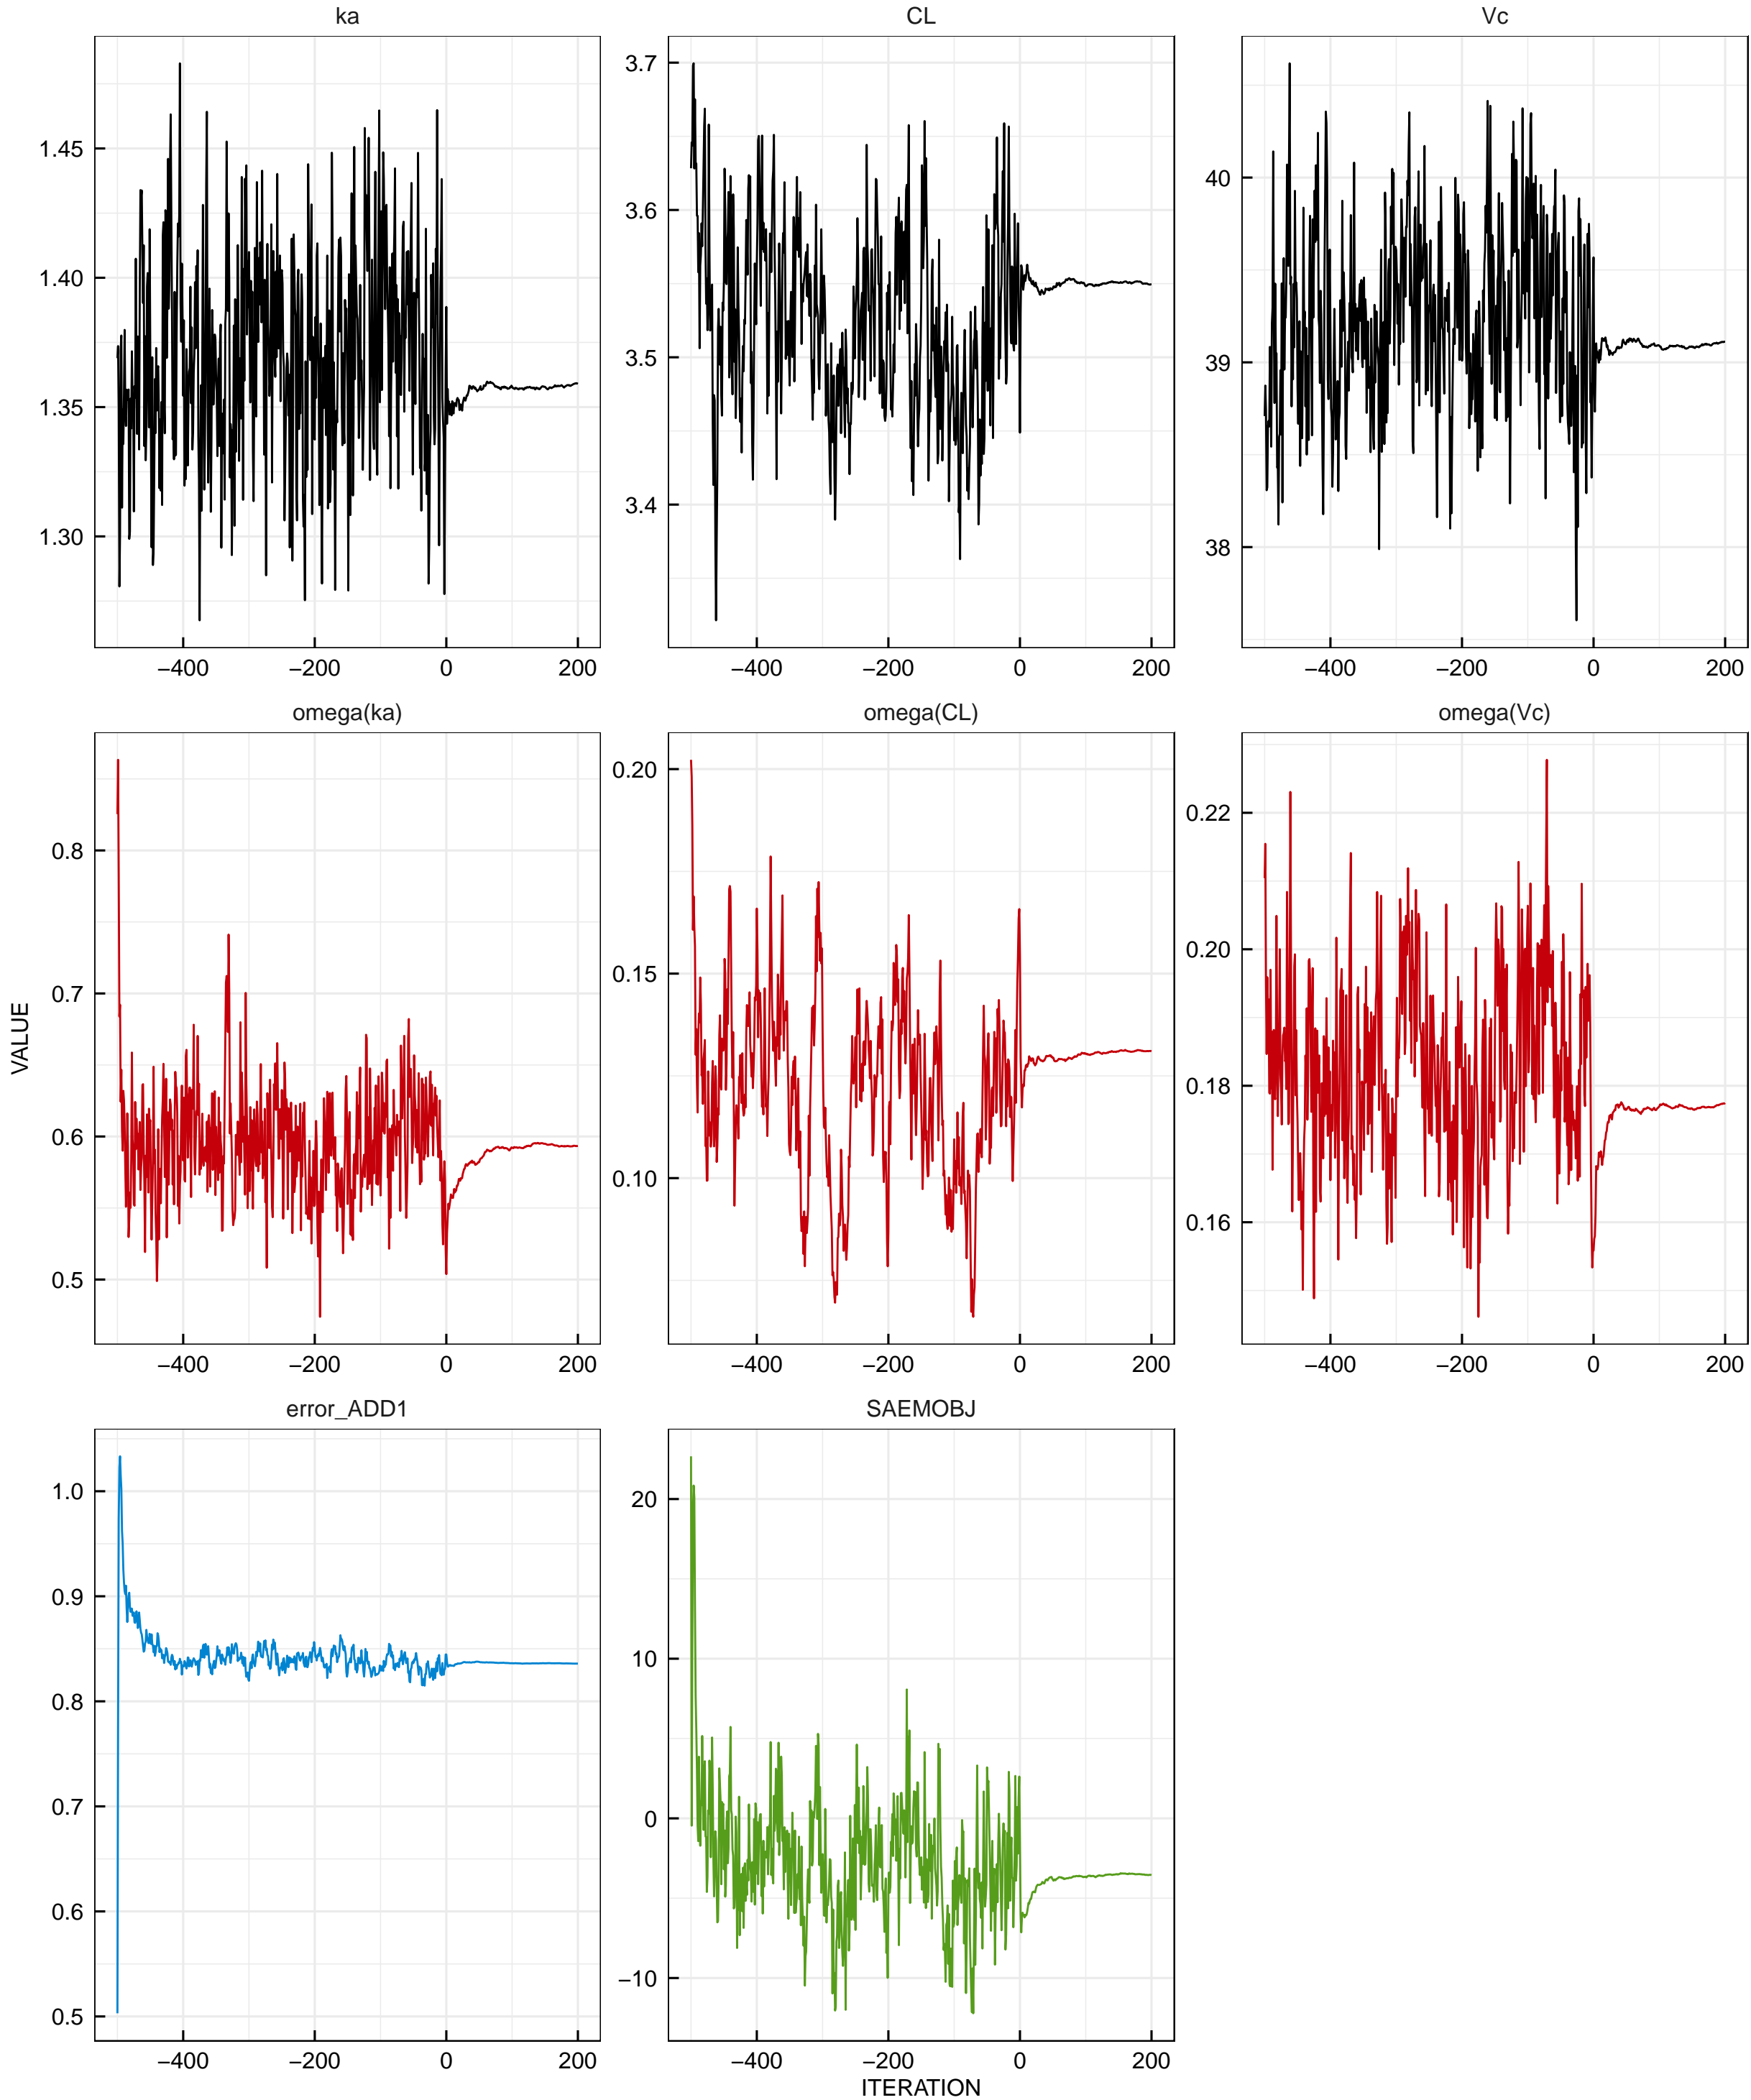 ka CL Vc
1.45
1.40
1.35
1.30
−400 −200 0 200
3.7
3.6
3.5
3.4
−400 −200 0 200
40
39
38
−400 −200 0 200
omega(ka) omega(CL) omega(Vc)
0.8
0.7
0.6
0.5
−400 −200 0 200
0.20
0.15
0.10
−400 −200 0 200
0.22
0.20
0.18
0.16
−400 −200 0 200
VALUE
error_ADD1 SAEMOBJ
1.0
0.9
0.8
0.7
0.6
0.5
−400 −200 0 200
20
10
0
−10
−400 −200 0 200
ITERATION